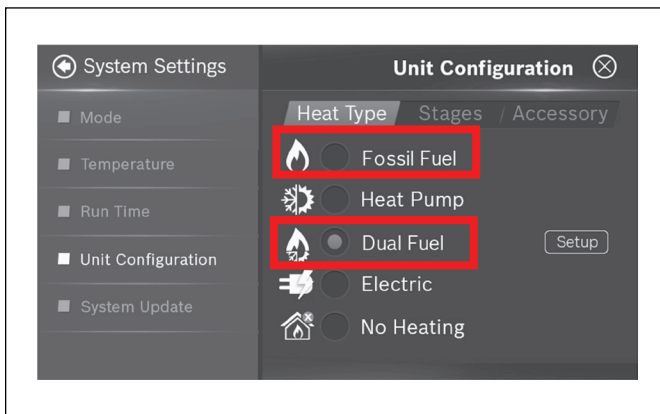 System Settings
Unit Configuration
Mode
Temperature
Run Time
Unit Configuration
System Update
Heat Type / Stages / Accessory
Fossil Fuel
Heat Pump
Dual Fuel Setup
Electric
No Heating